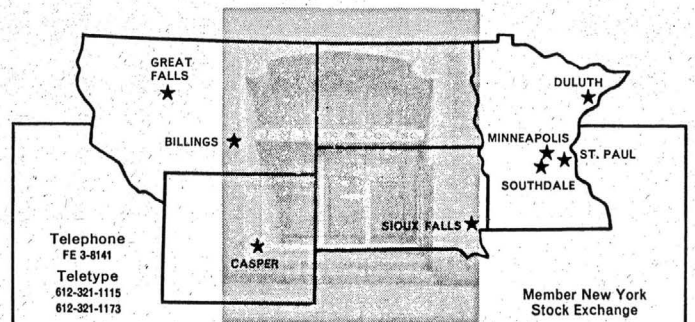 GREAT
FALLS
DULUTH
BILLINGS
MINNEAPOLIS
ST. PAUL
SOUTHDALE
SIOUX FALLS
CASPER
Telephone
FE 3-8141
Teletype
612-321-1115
612-321-1173
Member New York
Stock Exchange